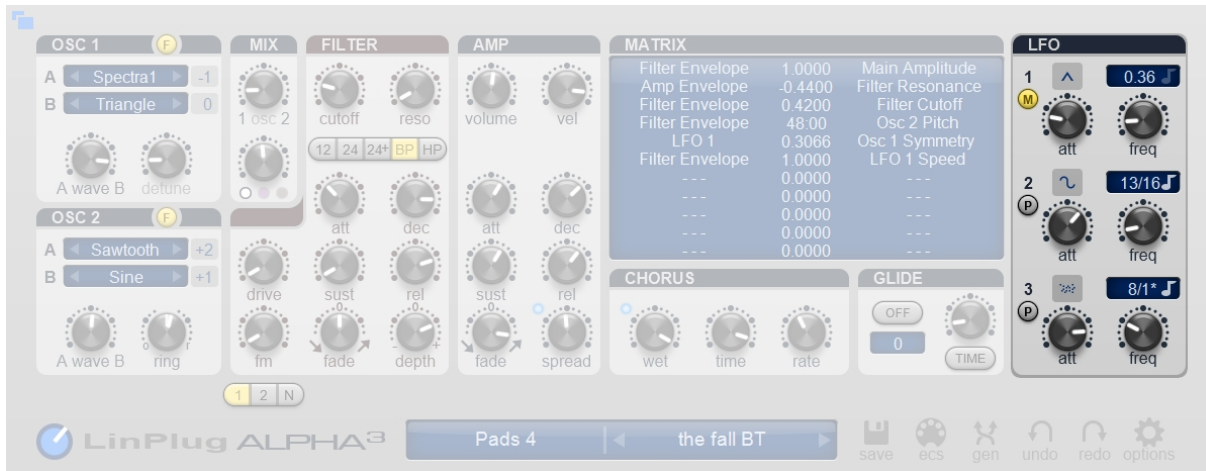 OSC 1 F
A Spectra1 -1
B Triangle 0
A wave B detune
OSC 2 F
A Sawtooth +2
B Sine +1
A wave B o r ring
MIX
1 osc 2
drive
fm
FILTER
cutoff reso
12 24 24+ BP HP
att dec
sust rel
0 0
fade - + depth
AMP
volume vel
att dec
sust rel
0
fade spread
MATRIX
Filter Envelope 1.0000 Main Amplitude
Amp Envelope -0.4400 Filter Resonance
Filter Envelope 0.4200 Filter Cutoff
Filter Envelope 48:00 Osc 2 Pitch
LFO 1 0.3066 Osc 1 Symmetry
Filter Envelope 1.0000 LFO 1 Speed
--- 0.0000 ---
--- 0.0000 ---
--- 0.0000 ---
--- 0.0000 ---
--- 0.0000 ---
CHORUS
wet time rate
GLIDE
OFF
0
TIME
LFO
1 0.36
M
att freq
2 13/16
P
att freq
3 8/1*
P
att freq
1 2 N
LinPlug ALPHA3
Pads 4 the fall BT
save ecs gen undo redo options